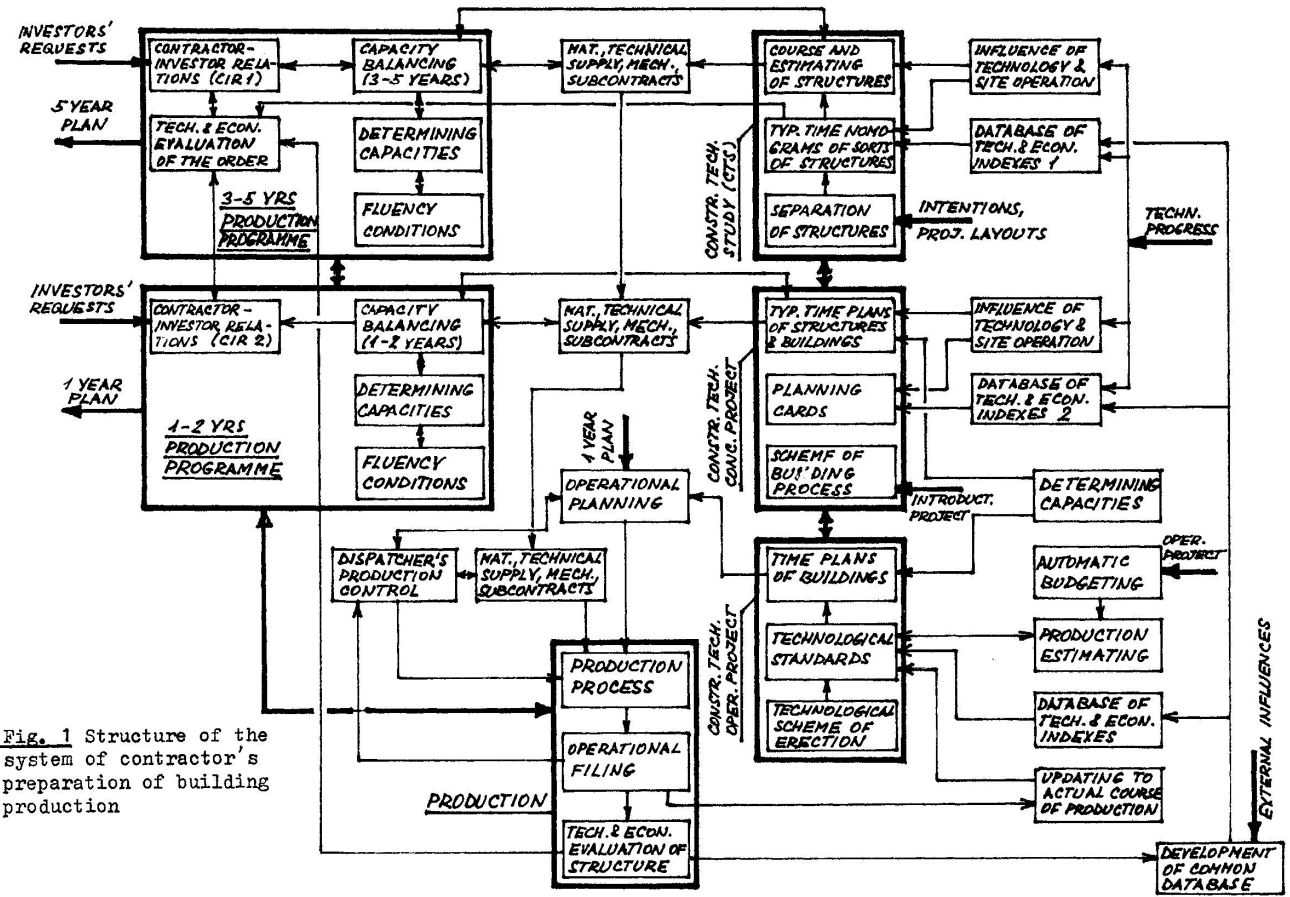 INVESTORS'
REQUESTS
5 YEAR
PLAN
CONTRACTOR-
INVESTOR RELA-
TIONS (CIR 1)
CAPACITY
BALANCING
(3-5 YEARS)
TECH. & ECON.
EVALUATION
OF THE ORDER
DETERMINING
CAPACITIES
3-5 YRS
PRODUCTION
PROGRAMME
FLUENCY
CONDITIONS
MAT., TECHNICAL
SUPPLY, MECH.,
SUBCONTRACTS
CONSTR. TECH.
STUDY (CTS)
COURSE AND
ESTIMATING
OF STRUCTURES
TYP. TIME NOMO
GRAMS OF SORTS
OF STRUCTURES
SEPARATION
OF STRUCTURES
INFLUENCE OF
TECHNOLOGY &
SITE OPERATION
DATABASE OF
TECH. & ECON.
INDEXES 1
INTENTIONS,
PROJ. LAYOUTS
TECHN.
PROGRESS
INVESTORS'
REQUESTS
1 YEAR
PLAN
CONTRACTOR-
INVESTOR RELA-
TIONS (CIR 2)
CAPACITY
BALANCING
(1-2 YEARS)
DETERMINING
CAPACITIES
1-2 YRS
PRODUCTION
PROGRAMME
FLUENCY
CONDITIONS
MAT., TECHNICAL
SUPPLY, MECH.,
SUBCONTRACTS
CONSTR. TECH.
CONC. PROJECT
TYP. TIME PLANS
OF STRUCTURES
& BUILDINGS
PLANNING
CARDS
SCHEMF OF
BUS'DING
PROCESS
INFLUENCE OF
TECHNOLOGY &
SITE OPERATION
DATABASE OF
TECH. & ECON.
INDEXES 2
INTRODUCT.
PROJECT
1 YEAR
PLAN
OPERATIONAL
PLANNING
DISPATCHER'S
PRODUCTION
CONTROL
MAT., TECHNICAL
SUPPLY, MECH.,
SUBCONTRACTS
CONSTR. TECH.
OPER. PROJECT
TIME PLANS
OF BUILDINGS
TECHNOLOGICAL
STANDARDS
TECHNOLOGICAL
SCHEME OF
ERECTION
DETERMINING
CAPACITIES
OPER.
PROJECT
AUTOMATIC
BUDGETING
PRODUCTION
ESTIMATING
DATABASE OF
TECH. & ECON.
INDEXES
UPDATING TO
ACTUAL COURSE
OF PRODUCTION
EXTERNAL INFLUENCES
DEVELOPMENT
OF COMMON
DATABASE
PRODUCTION
PRODUCTION
PROCESS
OPERATIONAL
FILING
TECH. & ECON.
EVALUATION OF
STRUCTURE
Fig. 1 Structure of the
system of contractor's
preparation of building
production